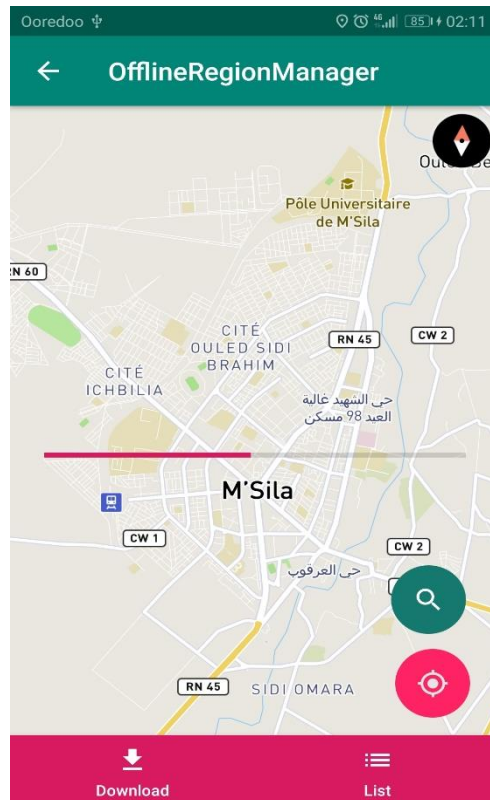 Ooredoo
4G
85
02:11
OfflineRegionManager
Pôle Universitaire
de M'Sila
RN 60
CITÉ
OULED SIDI
BRAHIM
RN 45
CW 2
CITÉ
ICHBILIA
حي الشهيد غالية
العيد 98 مسكن
M'Sila
CW 1
CW 2
حي العرقوب
RN 45
SIDI OMARA
Download
List